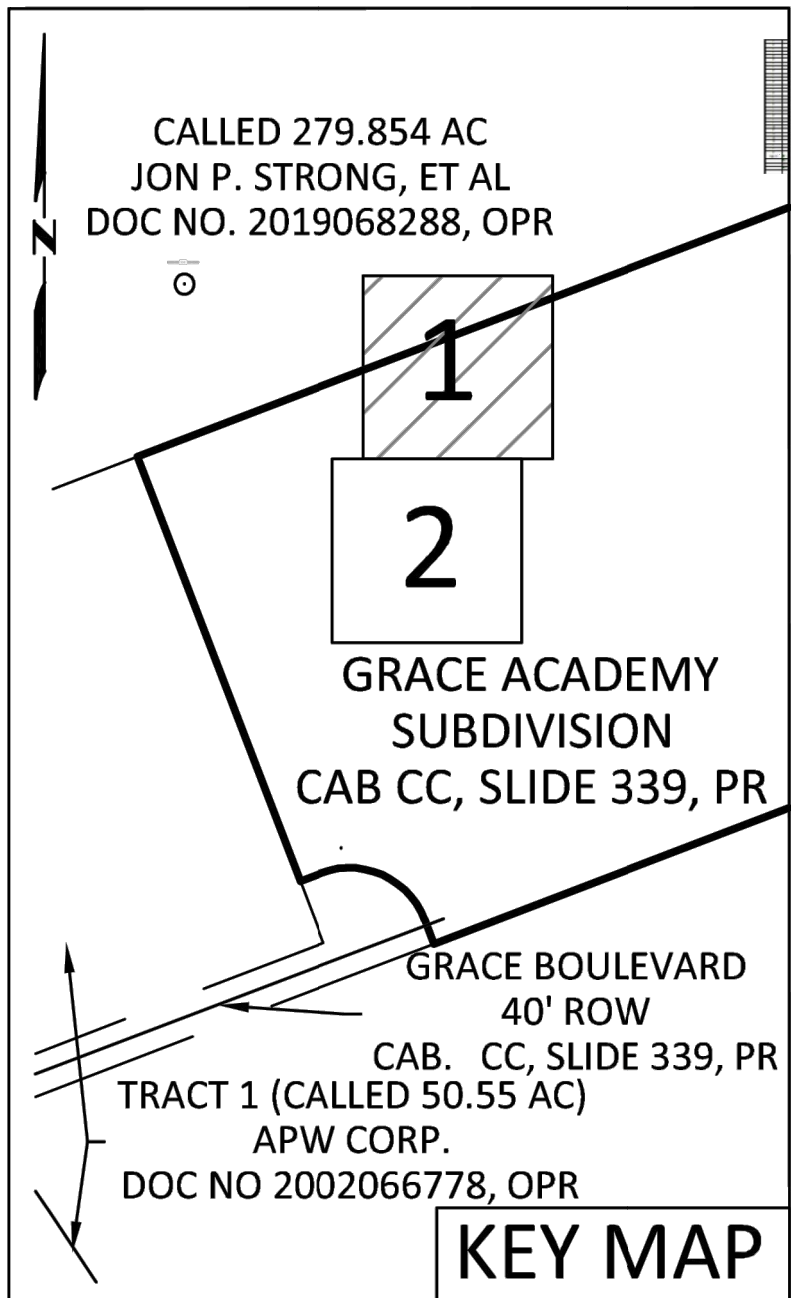 CALLED 279.854 AC
JON P. STRONG, ET AL
DOC NO. 2019068288, OPR
N
1
2
GRACE ACADEMY
SUBDIVISION
CAB CC, SLIDE 339, PR
GRACE BOULEVARD
40' ROW
CAB. CC, SLIDE 339, PR
TRACT 1 (CALLED 50.55 AC)
APW CORP.
DOC NO 2002066778, OPR
KEY MAP